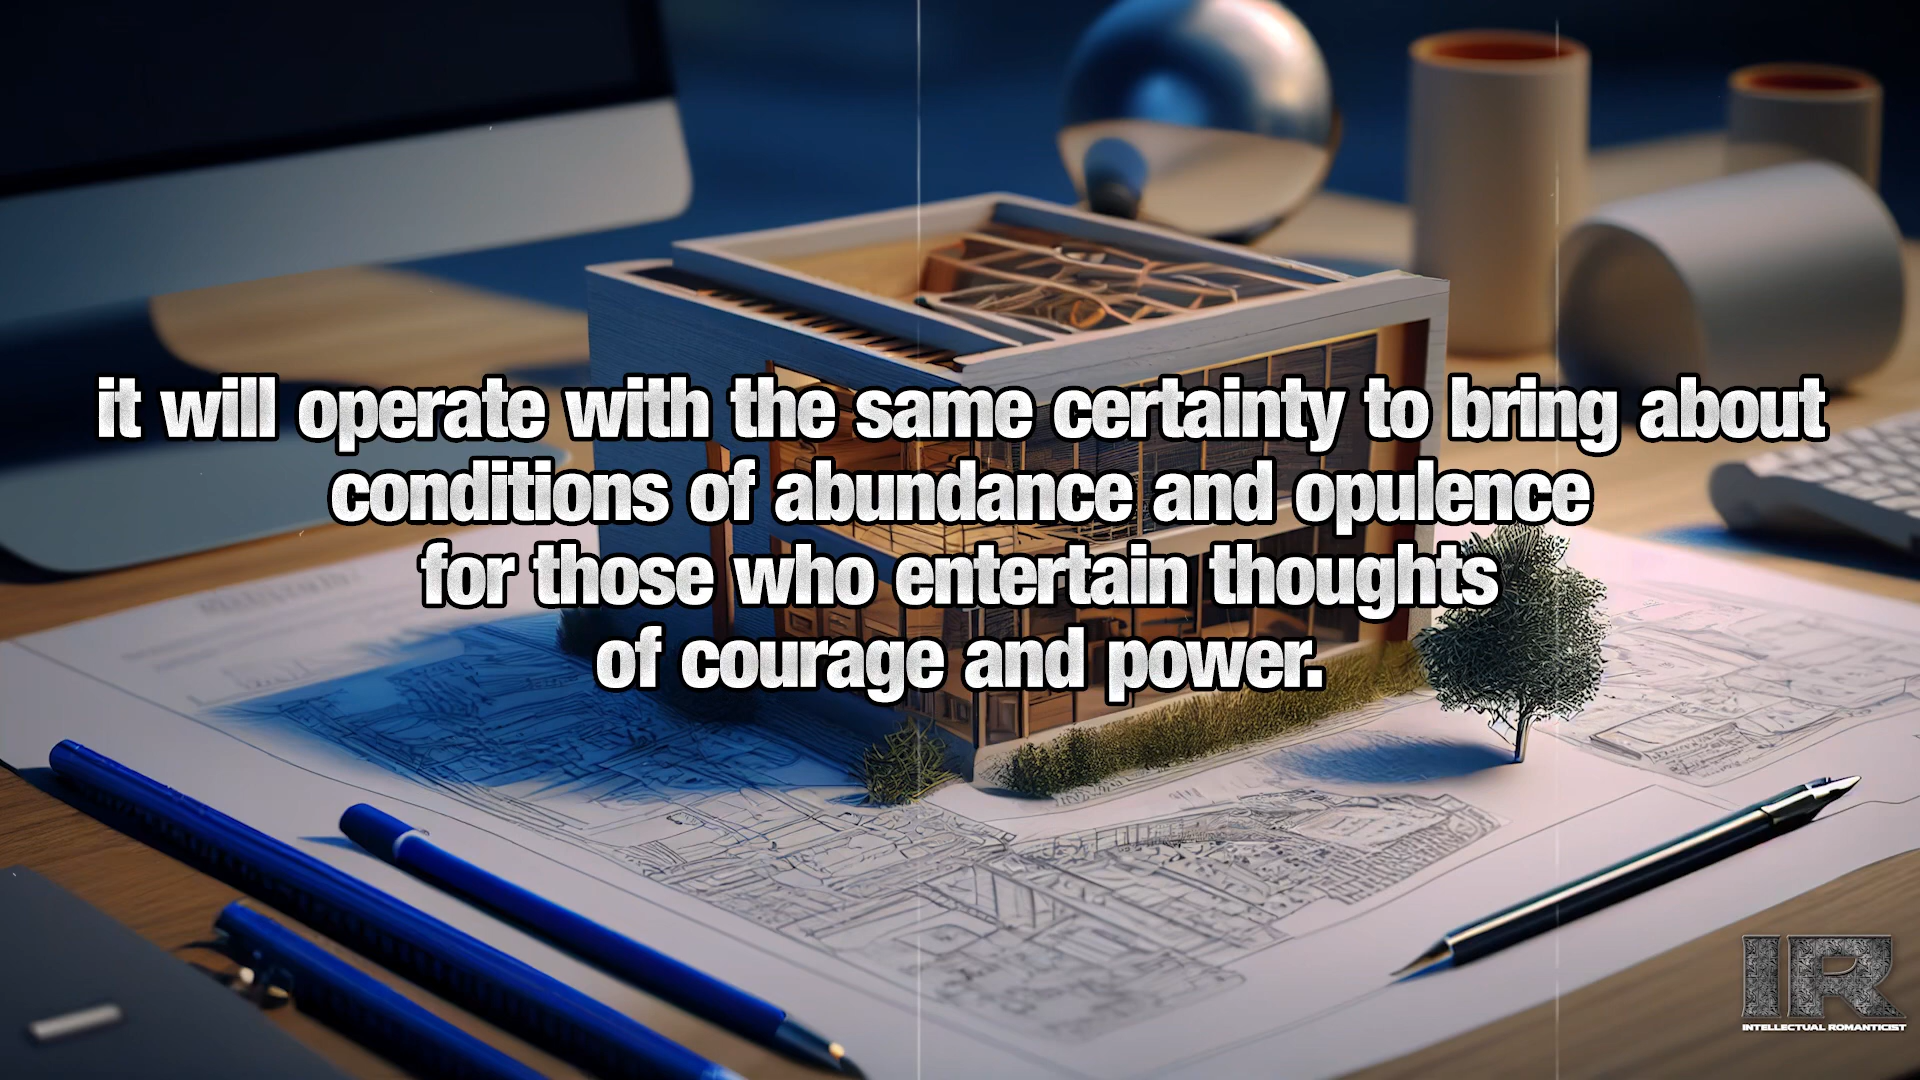 it will operate with the same certainty to bring about
conditions of abundance and opulence
for those who entertain thoughts
of courage and power.
IR
INTELLECTUAL ROMANTICIST